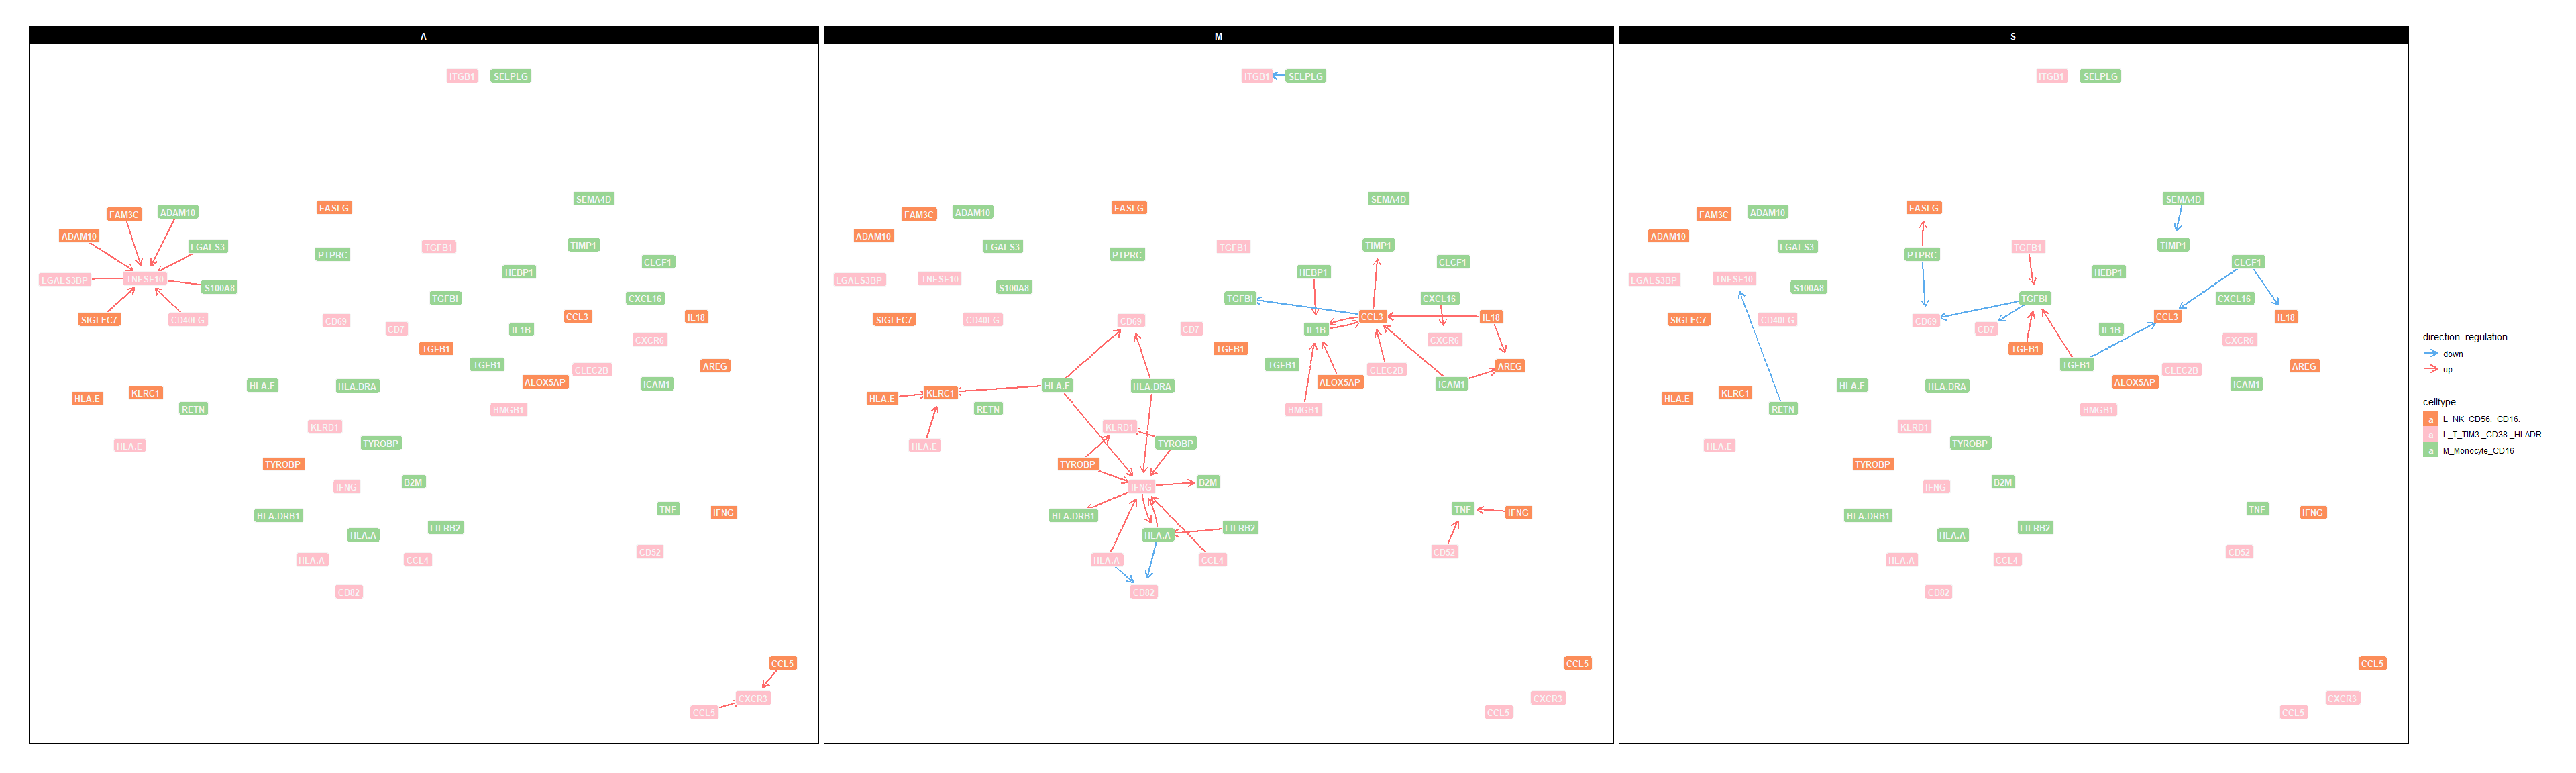 A
ITGB1 SELPLG
SEMA4D
FASLG
FAM3C ADAM10
ADAM10
LGALS3 PTPRC TGFB1 TIMP1
CLCF1
HEBP1
LGALS3BP TNFSF10
S100A8
TGFBI CXCL16
SIGLEC7 CD40LG CD69 CCL3 IL18
CD7 IL1B
CXCR6
TGFB1
TGFB1 CLEC2B AREG
HLA.E HLA.DRA ALOX5AP ICAM1
HLA.E KLRC1
RETN HMGB1
KLRD1
HLA.E TYROBP
TYROBP
IFNG B2M
HLA.DRB1 TNF IFNG
HLA.A LILRB2
HLA.A CCL4 CD52
CD82
CCL5
CXCR3
CCL5
M
ITGB1 SELPLG
SEMA4D
FASLG
FAM3C ADAM10
ADAM10
LGALS3 PTPRC TGFB1 TIMP1
CLCF1
HEBP1
LGALS3BP TNFSF10
S100A8
TGFBI CXCL16
SIGLEC7 CD40LG CD69 CCL3 IL18
CD7 IL1B
CXCR6
TGFB1
TGFB1 CLEC2B AREG
HLA.E HLA.DRA ALOX5AP ICAM1
HLA.E KLRC1
RETN HMGB1
KLRD1
HLA.E TYROBP
TYROBP
IFNG B2M
HLA.DRB1 TNF IFNG
HLA.A LILRB2
HLA.A CCL4 CD52
CD82
CCL5
CXCR3
CCL5
S
ITGB1 SELPLG
SEMA4D
FASLG
FAM3C ADAM10
ADAM10
LGALS3 PTPRC TGFB1 TIMP1
CLCF1
HEBP1
LGALS3BP TNFSF10
S100A8
TGFBI CXCL16
SIGLEC7 CD40LG CD69 CCL3 IL18
CD7 IL1B
CXCR6
TGFB1
TGFB1 CLEC2B AREG
HLA.E HLA.DRA ALOX5AP ICAM1
HLA.E KLRC1
RETN HMGB1
KLRD1
HLA.E TYROBP
TYROBP
IFNG B2M
HLA.DRB1 TNF IFNG
HLA.A LILRB2
HLA.A CCL4 CD52
CD82
CCL5
CXCR3
CCL5
direction_regulation
down
up
celltype
a L_NK_CD56._CD16.
a L_T_TIM3._CD38._HLADR.
a M_Monocyte_CD16